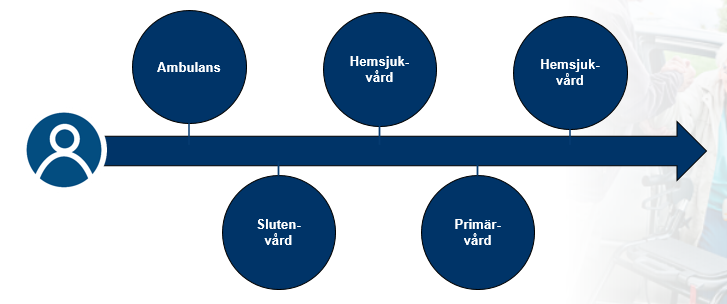 Ambulans
Sluten-
vård
Hemsjuk-
vård
Primär-
vård
Hemsjuk-
vård